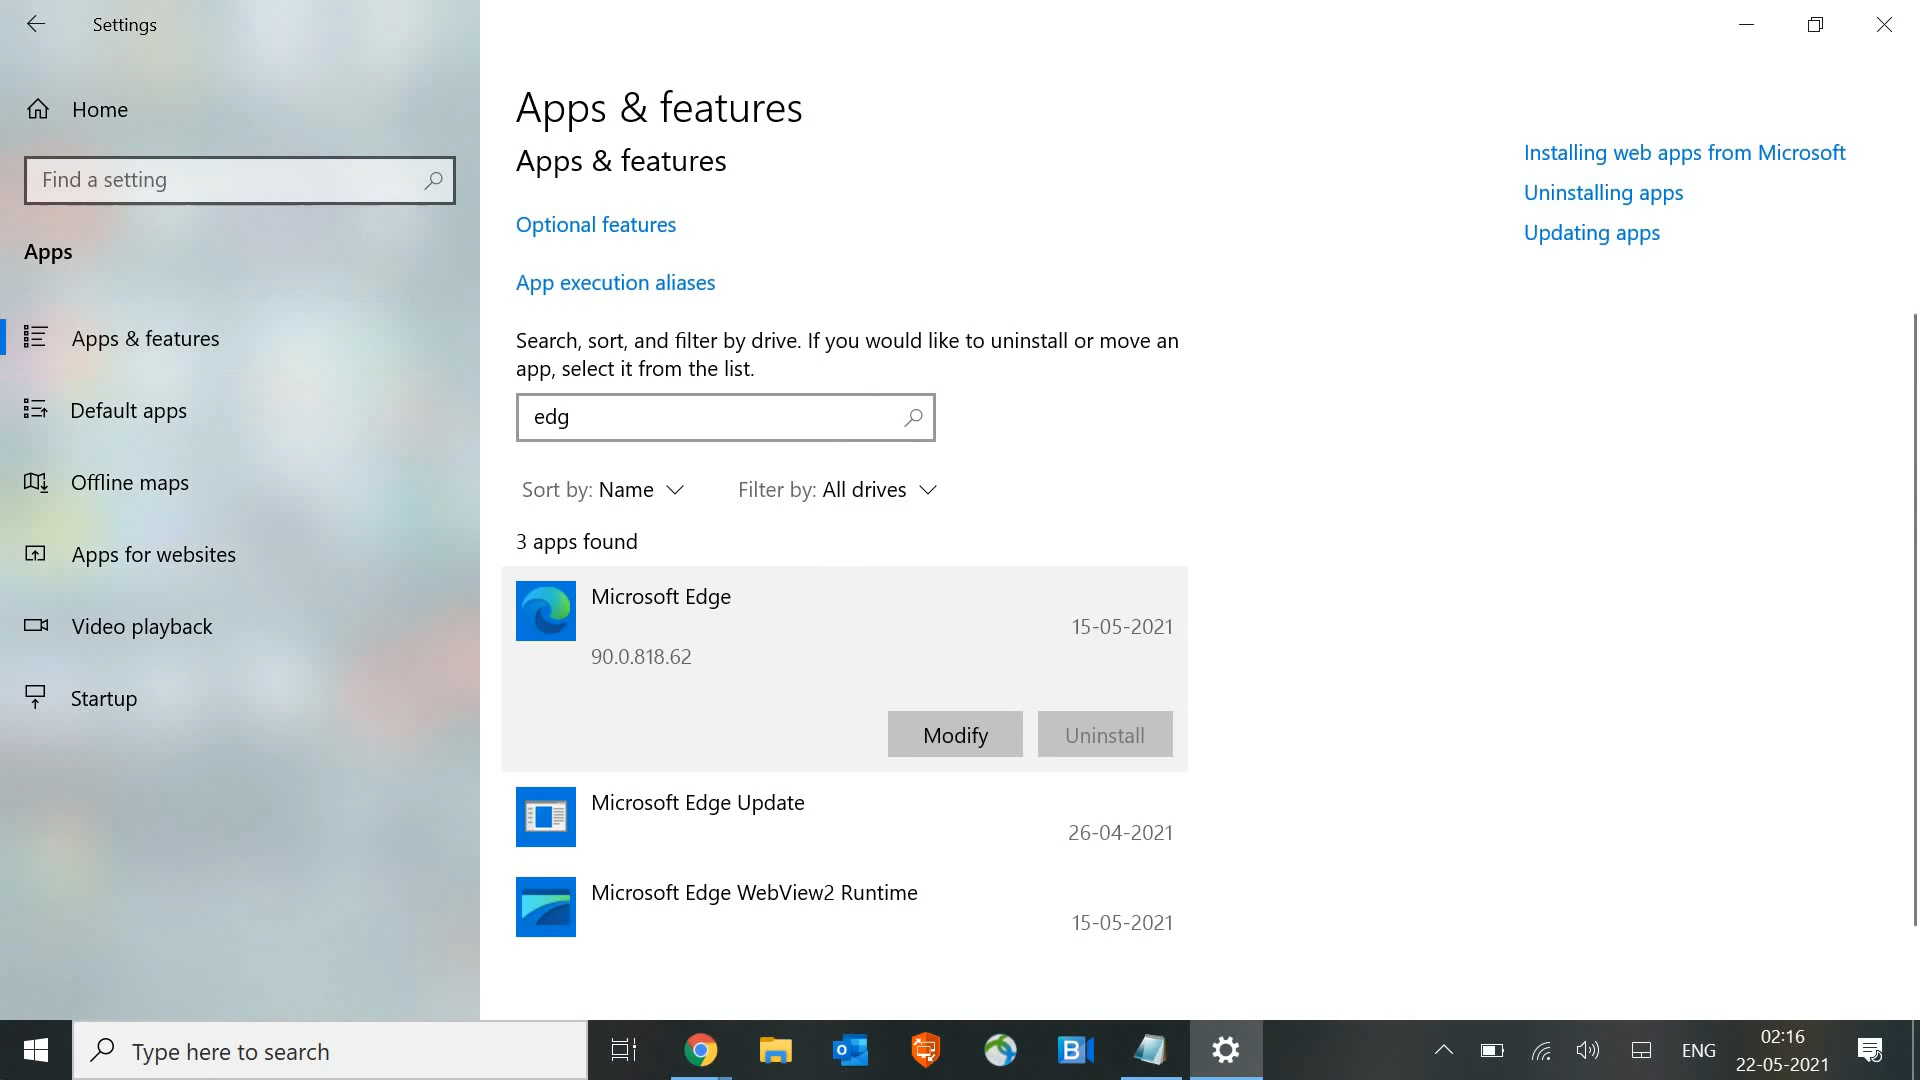 Settings
Home
Find a setting
Apps
Apps & features
Default apps
Offline maps
Apps for websites
Video playback
Startup
Apps & features
Apps & features
Optional features
App execution aliases
Search, sort, and filter by drive. If you would like to uninstall or move an
app, select it from the list.
edg
Sort by: Name
Filter by: All drives
3 apps found
Microsoft Edge
15-05-2021
90.0.818.62
Modify
Uninstall
Microsoft Edge Update
26-04-2021
Microsoft Edge WebView2 Runtime
15-05-2021
Installing web apps from Microsoft
Uninstalling apps
Updating apps
Type here to search
ENG
02:16
22-05-2021